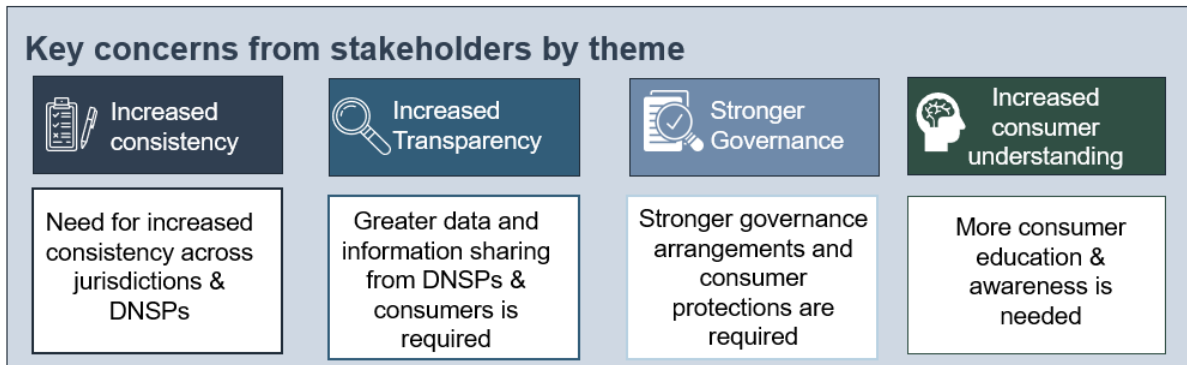 Key concerns from stakeholders by theme
Increased
consistency
Need for increased
consistency across
jurisdictions &
DNSPs
Increased
Transparency
Greater data and
information sharing
from DNSPs &
consumers is
required
Stronger
Governance
Stronger governance
arrangements and
consumer
protections are
required
Increased
consumer
understanding
More consumer
education &
awareness is
needed